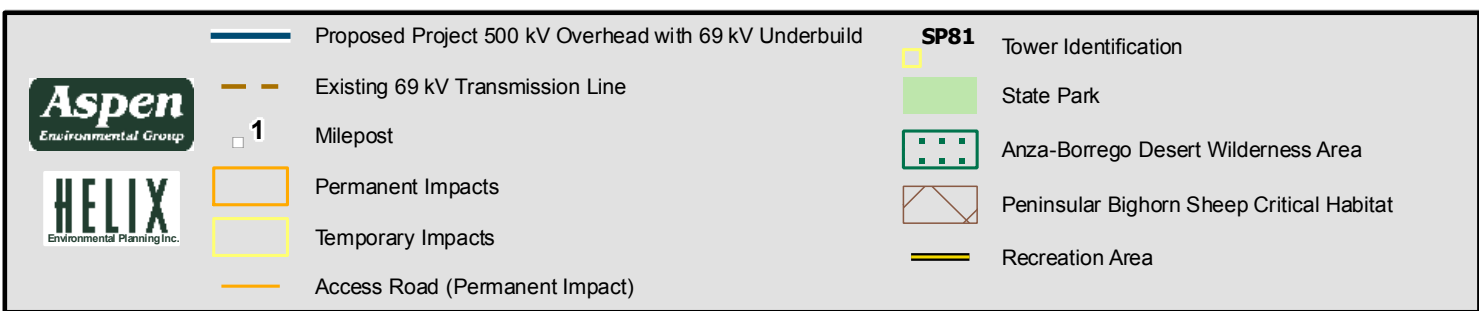 Aspen
Environmental Group
HELIX
Environmental Planning Inc.
Proposed Project 500 kV Overhead with 69 kV Underbuild
Existing 69 kV Transmission Line
1
Milepost
Permanent Impacts
Temporary Impacts
Access Road (Permanent Impact)
SP81
Tower Identification
State Park
Anza-Borrego Desert Wilderness Area
Peninsular Bighorn Sheep Critical Habitat
Recreation Area